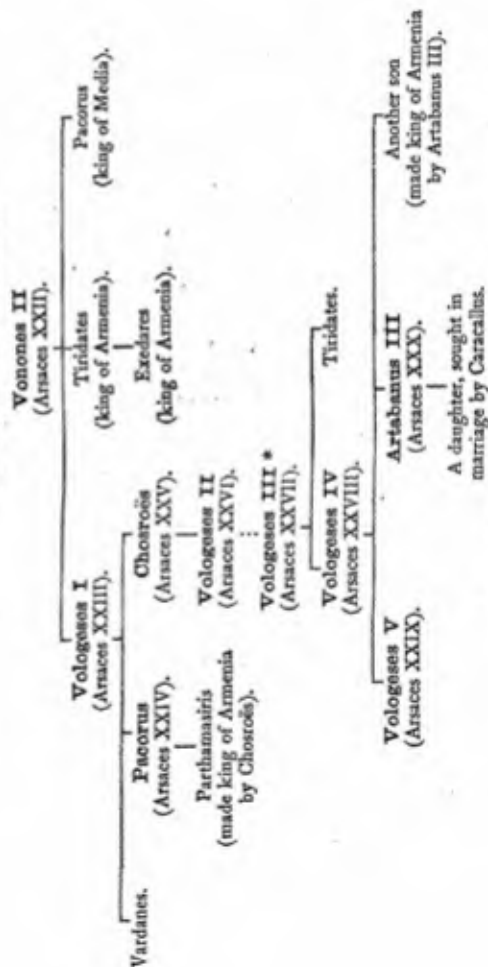 Vonones II
(Arsaces XXII).
Vologeses I
(Arsaces XXIII).
Tiridates
(king of Armenia).
Pacorus
(king of Media).
Exedares
(king of Armenia).
Vardanes.
Pacorus
(Arsaces XXIV).
Chosroës
(Arsaces XXV).
Parthamasiris
(made king of Armenia
by Chosroës).
Vologeses II
(Arsaces XXVI).
Vologeses III *
(Arsaces XXVII).
Vologeses IV
(Arsaces XXVIII).
Tiridates.
Vologeses V
(Arsaces XXIX).
Artabanus III
(Arsaces XXX).
Another son
(made king of Armenia
by Artabanus III).
A daughter, sought in
marriage by Caracallus.